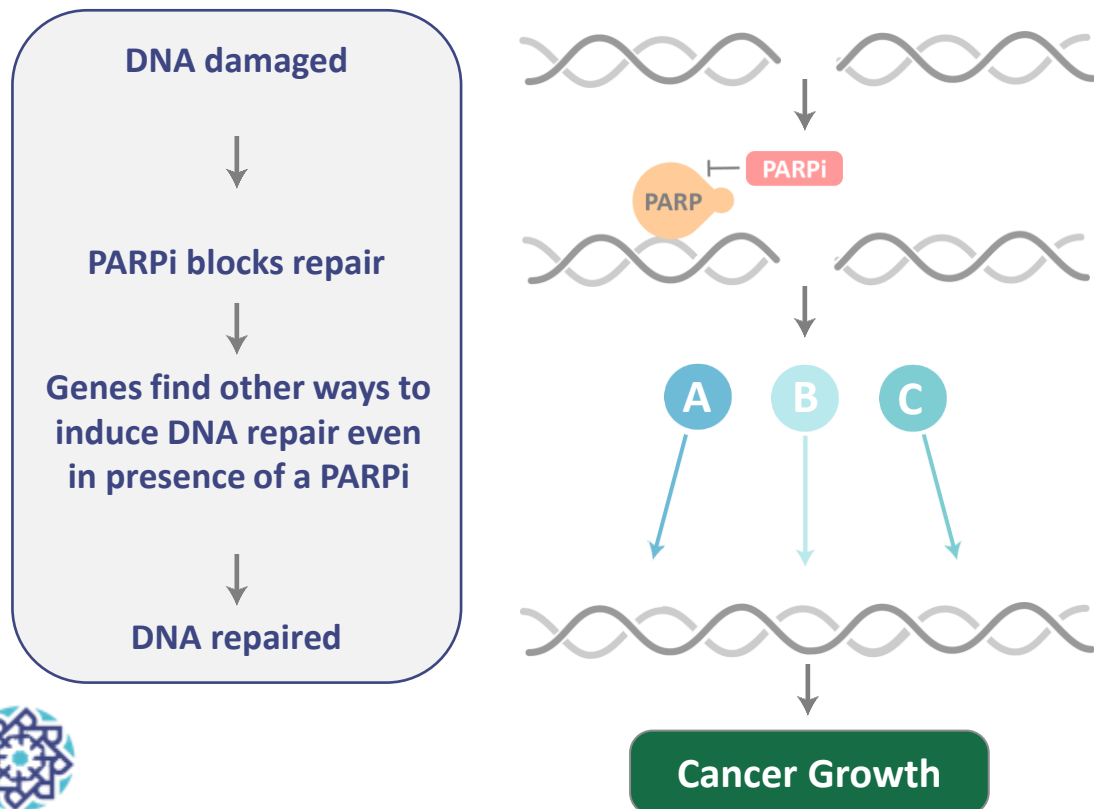 DNA damaged
PARPi blocks repair
Genes find other ways to
induce DNA repair even
in presence of a PARPi
DNA repaired
PARPi
PARP
A B C
Cancer Growth